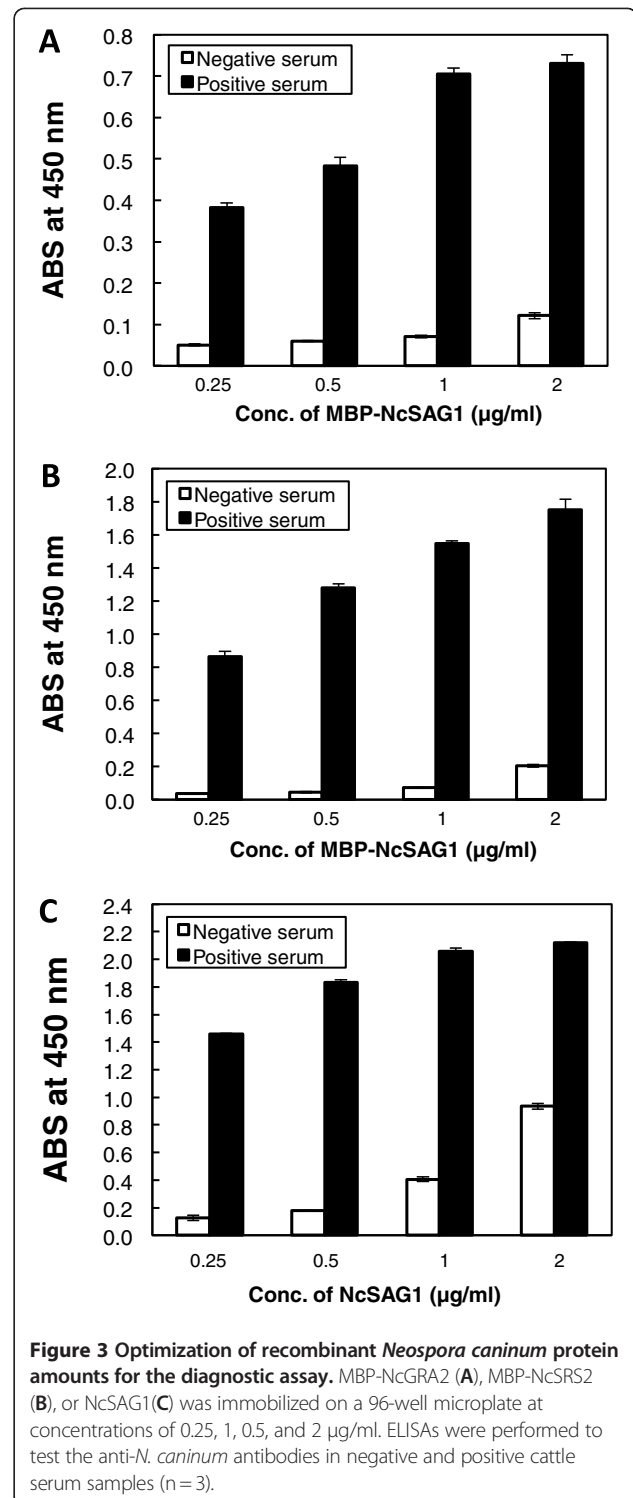 A
0.8
0.7
0.6
0.5
0.4
0.3
0.2
0.1
0.0
ABS at 450 nm
Negative serum
Positive serum
0.25 0.5 1 2
Conc. of MBP-NcSAG1 (µg/ml)
B
2.0
1.8
1.6
1.4
1.2
1.0
0.8
0.6
0.4
0.2
0.0
ABS at 450 nm
Negative serum
Positive serum
0.25 0.5 1 2
Conc. of MBP-NcSAG1 (µg/ml)
C
2.4
2.2
2.0
1.8
1.6
1.4
1.2
1.0
0.8
0.6
0.4
0.2
0.0
ABS at 450 nm
Negative serum
Positive serum
0.25 0.5 1 2
Conc. of NcSAG1 (µg/ml)
Figure 3 Optimization of recombinant Neospora caninum protein
amounts for the diagnostic assay. MBP-NcGRA2 (A), MBP-NcSRS2
(B), or NcSAG1(C) was immobilized on a 96-well microplate at
concentrations of 0.25, 1, 0.5, and 2 µg/ml. ELISAs were performed to
test the anti-N. caninum antibodies in negative and positive cattle
serum samples (n = 3).